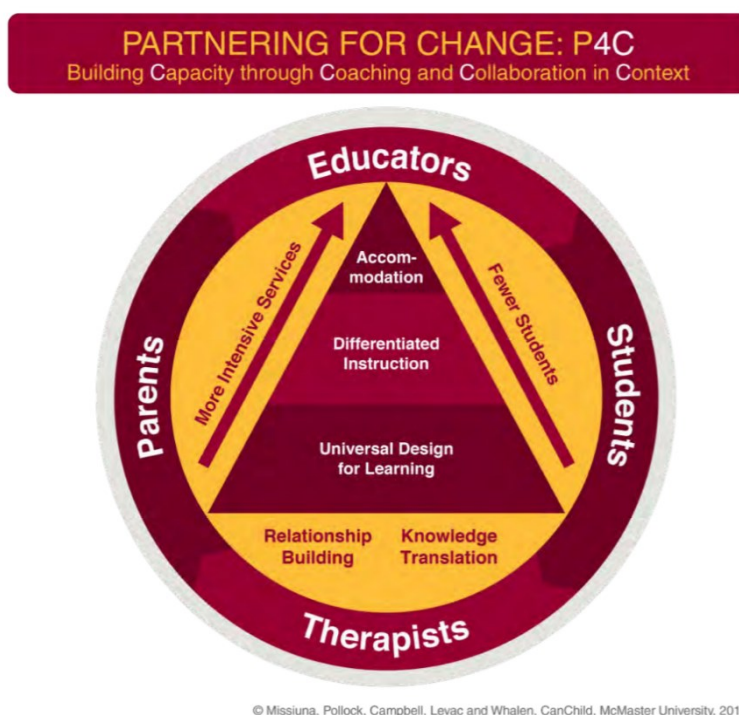 PARTNERING FOR CHANGE: P4C
Building Capacity through Coaching and Collaboration in Context
Educators
Parents
Students
Therapists
More Intensive Services
Fewer Students
Accom-
modation
Differentiated
Instruction
Universal Design
for Learning
Relationship
Building
Knowledge
Translation
© Missiuna, Pollock, Campbell, Levac and Whalen, CanChild, McMaster University,